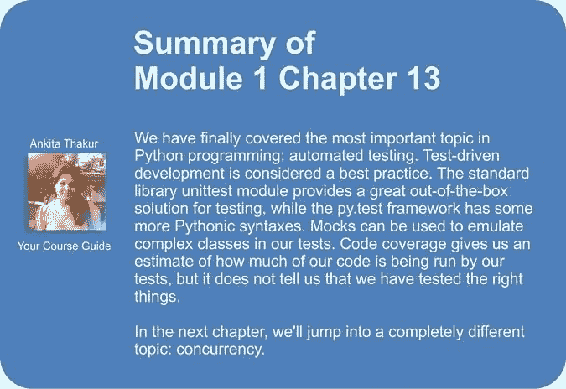 Summary of
Module 1 Chapter 13
Ankita Thakur
Your Course Guide
We have finally covered the most important topic in
Python programming: automated testing. Test-driven
development is considered a best practice. The standard
library unittest module provides a great out-of-the-box
solution for testing, while the py.test framework has some
more Pythonic syntaxes. Mocks can be used to emulate
complex classes in our tests. Code coverage gives us an
estimate of how much of our code is being run by our
tests, but it does not tell us that we have tested the right
things.
In the next chapter, we'll jump into a completely different
topic: concurrency.